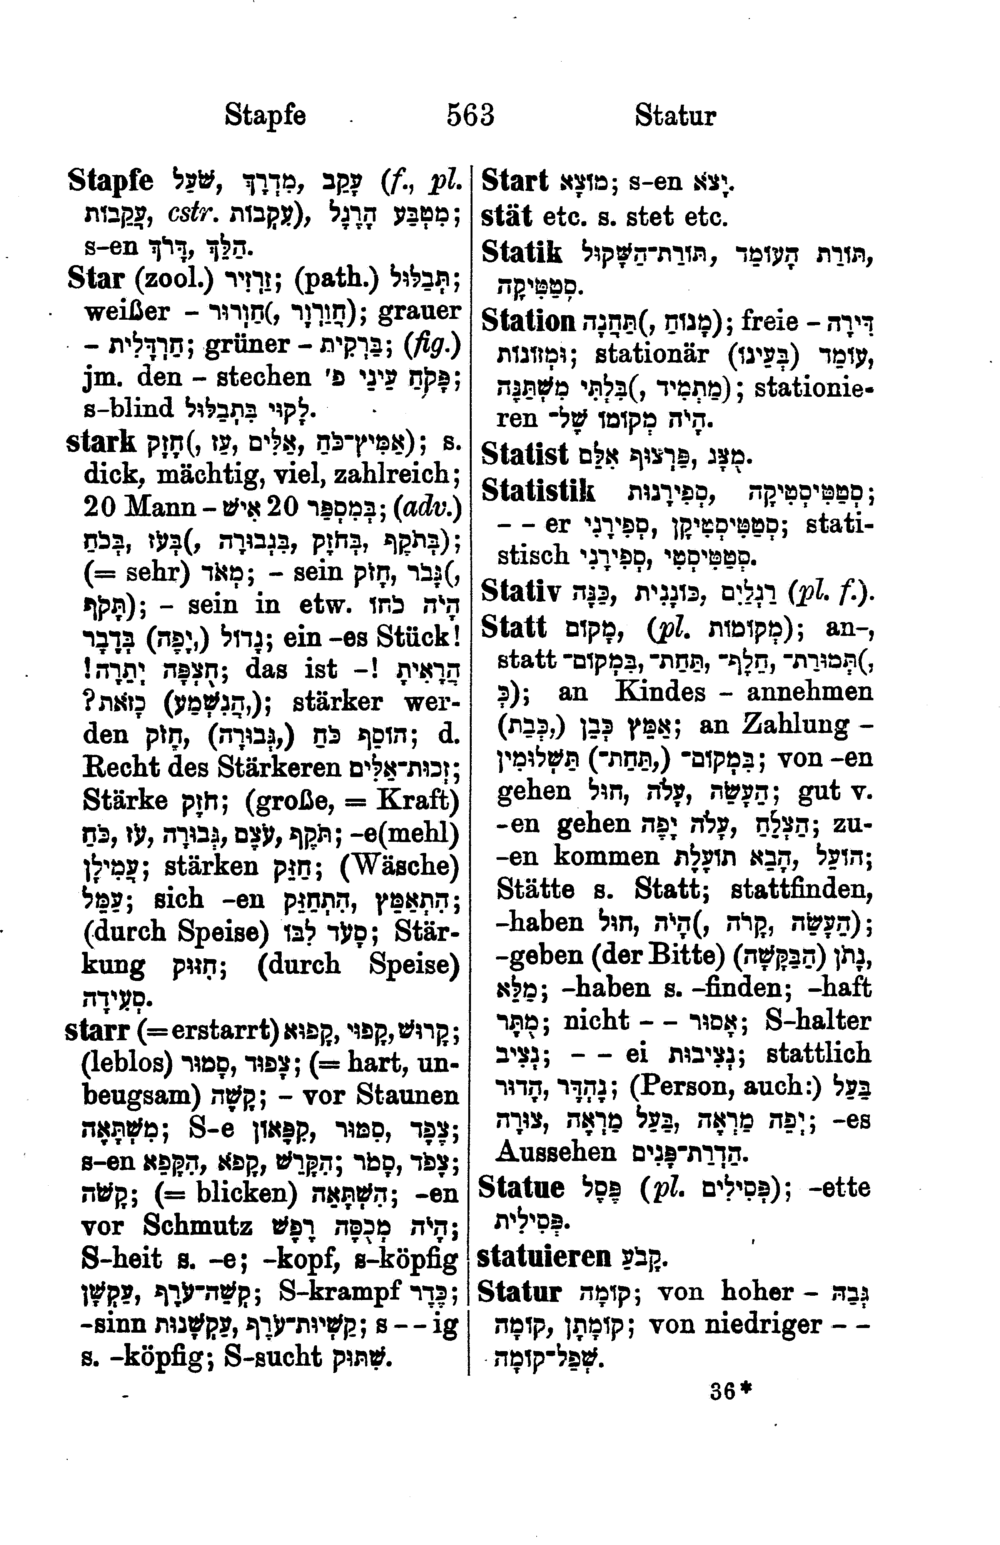 Stapfe 563 Statur
Stapfe עָקֵב, מִדְרָךְ, שַׁעַל (f., pl.
עֲקֵבוֹת, cstr. עִקְּבוֹת), מִטְבַּע הָרָגֶל;
s-en הַלֵּךְ, דָּרֹךְ.
Star (zool.) זַרְזִיר; (path.) תְּבַלּוּל;
weißer – חִוָּרוֹן(, חֲוַרְוָר); grauer
– חַרְדָּלִית; grüner – בָּרְקִית; (fig.)
jm. den – stechen פָּקֹחַ עֵינֵי פ׳;
s-blind לָקוּי בִּתְבַלּוּל.
stark חָזָק(, עַז, אַלִּים, אַמִּיץ־כֹּחַ); s.
dick, mächtig, viel, zahlreich;
20 Mann – 20 אִישׁ בְּמִסְפָּר; (adv.)
בְּעֹז(, בְּכֹחַ, בִּגְבוּרָה, בְּחֹזֶק, בְּתֹקֶף);
(= sehr) מְאֹד; – sein חָזֹק, גָּבֹר(,
תָּקֹף); – sein in etw. הָיֹה כֹחוֹ
גָּדוֹל (,יָפֶה) בְּדָבָר; ein -es Stück!
חֻצְפָּה יְתֵרָה!; das ist –! הֲרָאִיתָ
(,הֲנִשְׁמַע) כָּזֹאת?; stärker wer-
den חָזֹק, הוֹסֵף כֹּחַ (,גְּבוּרָה); d.
Recht des Stärkeren זְכוּת־אַלִּים;
Stärke חֹזֶק; (große, = Kraft)
כֹּחַ, עֹז, גְּבוּרָה, עֹצֶם, תֹּקֶף; -e(mehl)
עֲמִילָן; stärken חַזֵּק; (Wäsche)
עַמֵּל; sich -en הִתְחַזֵּק, הִתְאַמֵּץ;
(durch Speise) סָעֹד לִבּוֹ; Stär-
kung חִזּוּק; (durch Speise)
סְעִידָה.
starr (=erstarrt) קָרוּשׁ, קָפוּי, קָפוּא;
(leblos) צָפוּד, סָמוּר; (= hart, un-
beugsam) קָשֶׁה; – vor Staunen
מִשְׁתָּאֶה; S-e קִפָּאוֹן, סִמּוּר, צֶפֶד;
s-en קָפֹא, הִקָּפֵא; הִקָּרֵשׁ, סָמֹר, צָפֹד;
קָשֹׁה; (= blicken) הִשְׁתָּאֵה; -en
vor Schmutz הָיֹה מְכֻסֶּה רָפָשׁ;
S-heit s. -e; -kopf, s-köpfig
קְשֵׁה־עֹרֶף, עַקְשָׁן; S-krampf כֶּדֶר;
-sinn קַשְׁיוּת־עֹרֶף, עַקְשָׁנוּת; s – – ig
s. -köpfig; S-sucht שִׁתּוּק.
Start מוֹצָא; s-en יָצֹא.
stät etc. s. stet etc.
Statik תּוֹרַת־הַשִּׁקּוּל, תּוֹרַת הָעוֹמֵד,
סְטַטִּיקָה.
Station תַּחֲנָה(, מָנוֹחַ); freie – דִּירָה
וּמְזוֹנוֹת; stationär עוֹמֵד (בְּעֵינוֹ),
בִּלְתִּי מִשְׁתַּנֶּה(, מַתְמִיד); stationie-
ren הָיֹה מְקוֹמוֹ שֶׁל־.
Statist מֻצָּג, פַּרְצוּף אִלֵּם.
Statistik סְפִירָנוּת, סְטַטִּיסְטִיקָה;
– – er סְפִירָנִי, סְטַטִּיסְטִיקָן; stati-
stisch סְפִירָנִי, סְטַטִּיסְטִי.
Stativ כַּנָּה, כּוֹנָנִית, רַגְלַיִם (pl. f.).
Statt מָקוֹם, (pl. מְקוֹמוֹת); an-,
statt בִּמְקוֹם־, תַּחַת־, חֵלֶף־, תְּמוּרַת־(,
כְּ); an Kindes – annehmen
אַמֵּץ כְּבֵן (,כְּבַת); an Zahlung –
בִּמְקוֹם־ (,תַּחַת־) תַּשְׁלוּמִין; von -en
gehen הֵעָשֵׂה, עָלֹה, חוּל; gut v.
-en gehen הַצְלֵחַ, עָלֹה יָפֶה; zu-
-en kommen הוֹעֵל, הָבֵא תוֹעֶלֶת;
Stätte s. Statt; stattfinden,
-haben הָיֹה, חוּל(, קָרֹה, הֵעָשֵׂה);
-geben (der Bitte) נָתֹן (הַבַּקָּשָׁה),
מַלֵּא; -haben s. -finden; -haft
מֻתָּר; nicht – – אָסוּר; S-halter
נְצִיב; – – ei נְצִיבוּת; stattlich
נֶהְדָּר, הָדוּר; (Person, auch:) בַּעַל
צוּרָה, יְפֵה מַרְאֶה, בַּעַל מַרְאֶה; -es
Aussehen הַדְרַת־פָּנִים.
Statue פֶּסֶל (pl. פְּסִילִים); -ette
פְּסִילִית.
statuieren קָבֹעַ.
Statur קוֹמָה; von hoher – גְּבַהּ
קוֹמָה, קוֹמְתָן; von niedriger – –
שְׁפַל־קוֹמָה.
36*